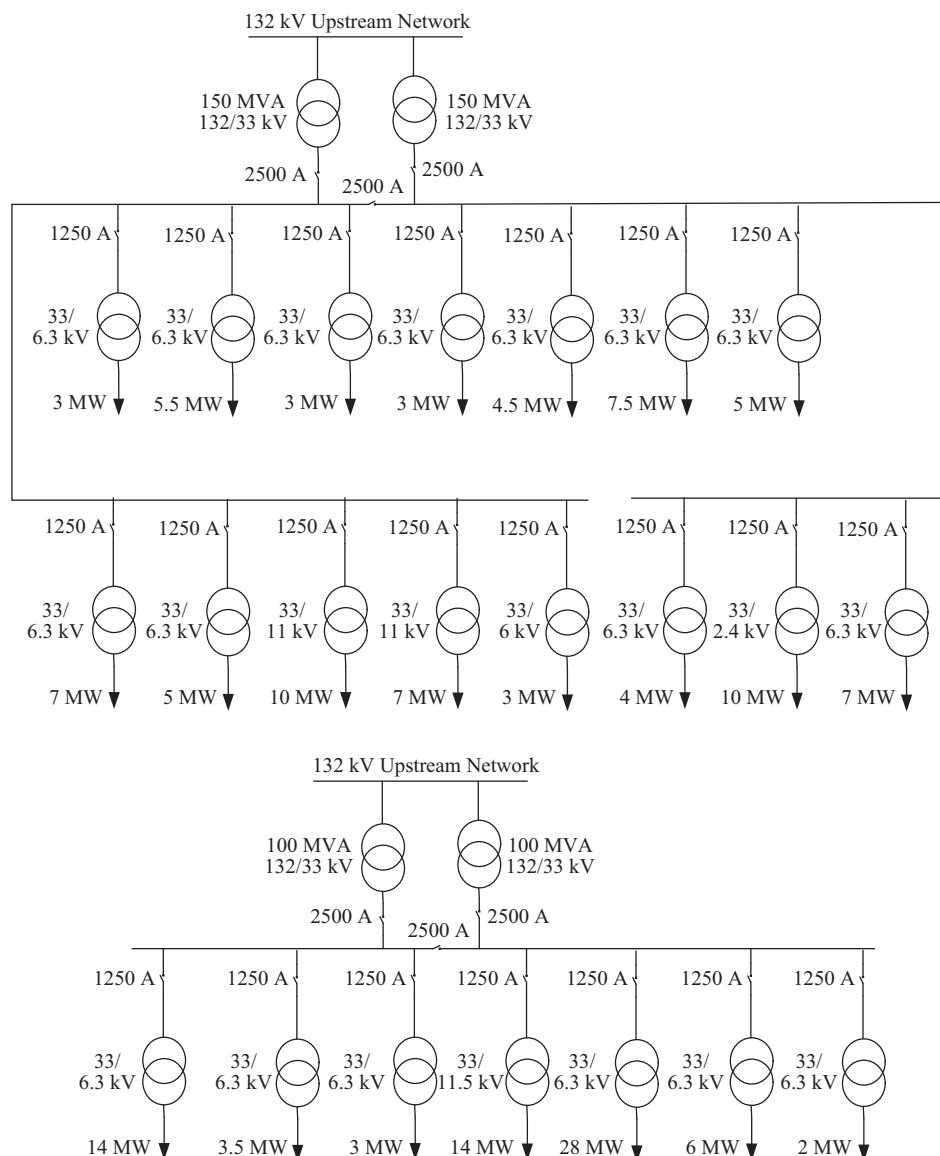 132 kV Upstream Network
150 MVA
132/33 kV
150 MVA
132/33 kV
2500 A
2500 A
2500 A
1250 A
1250 A
1250 A
1250 A
1250 A
1250 A
1250 A
33/
6.3 kV
33/
6.3 kV
33/
6.3 kV
33/
6.3 kV
33/
6.3 kV
33/
6.3 kV
33/
6.3 kV
3 MW
5.5 MW
3 MW
3 MW
4.5 MW
7.5 MW
5 MW
1250 A
1250 A
1250 A
1250 A
1250 A
1250 A
1250 A
1250 A
33/
6.3 kV
33/
6.3 kV
33/
11 kV
33/
11 kV
33/
6 kV
33/
6.3 kV
33/
2.4 kV
33/
6.3 kV
7 MW
5 MW
10 MW
7 MW
3 MW
4 MW
10 MW
7 MW
132 kV Upstream Network
100 MVA
132/33 kV
100 MVA
132/33 kV
2500 A
2500 A
2500 A
1250 A
1250 A
1250 A
1250 A
1250 A
1250 A
1250 A
33/
6.3 kV
33/
6.3 kV
33/
6.3 kV
33/
11.5 kV
33/
6.3 kV
33/
6.3 kV
33/
6.3 kV
14 MW
3.5 MW
3 MW
14 MW
28 MW
6 MW
2 MW